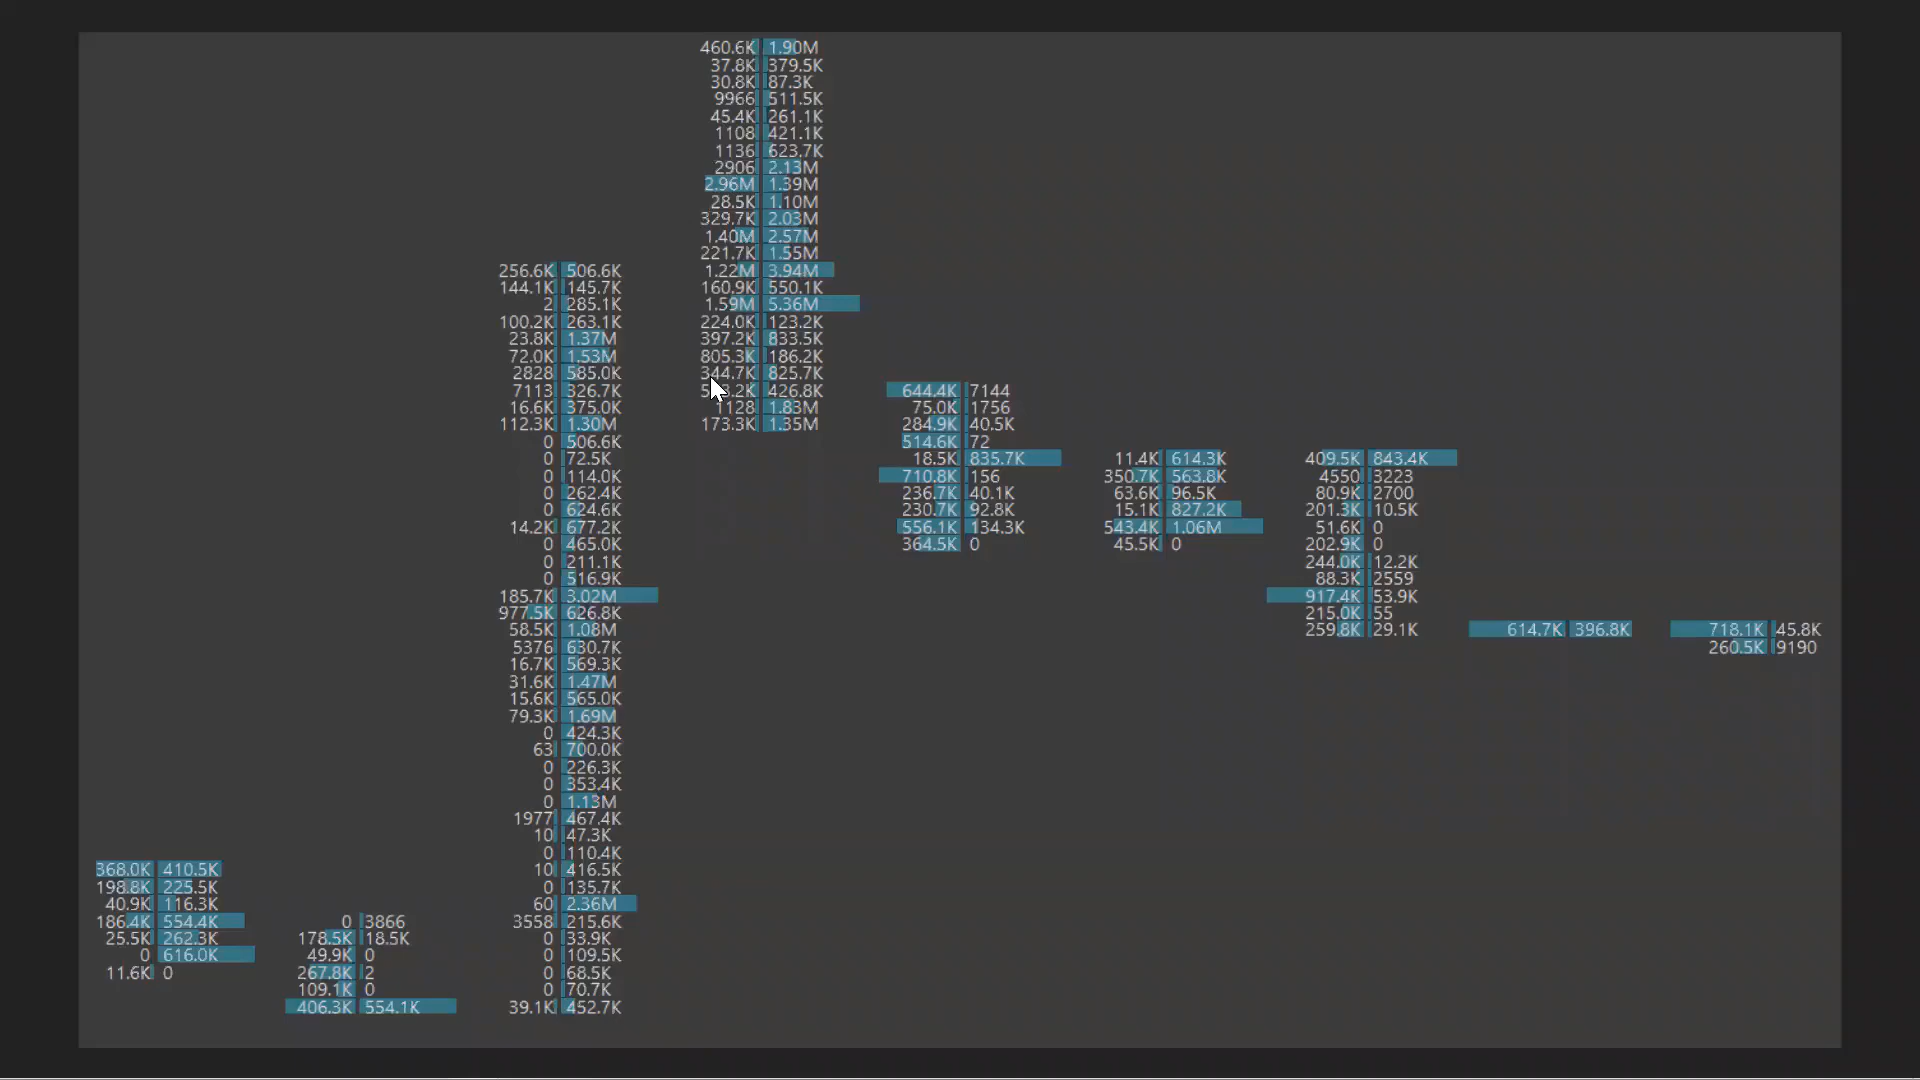 460.6K 1.90M
37.8K 379.5K
30.8K 87.3K
9966 511.5K
45.4K 261.1K
1108 421.1K
1136 623.7K
2906 2.13M
2.96M 1.39M
28.5K 1.10M
329.7K 2.03M
1.40M 2.57M
221.7K 1.55M
256.6K 506.6K 1.22M 3.94M
144.1K 145.7K 160.9K 550.1K
2 285.1K 1.59M 5.36M
100.2K 263.1K 224.0K 123.2K
23.8K 1.37M 397.2K 833.5K
72.0K 1.53M 805.3K 186.2K
2828 585.0K 344.7K 825.7K
7113 326.7K 426.8K 644.4K 7144
16.6K 375.0K 1128 1.83M 75.0K 1756
112.3K 1.30M 173.3K 1.35M 284.9K 40.5K
0 506.6K 514.6K 72
0 72.5K 18.5K 835.7K 11.4K 614.3K 409.5K 843.4K
0 114.0K 710.8K 156 350.7K 563.8K 4550 3223
0 262.4K 236.7K 40.1K 63.6K 96.5K 80.9K 2700
0 624.6K 230.7K 92.8K 15.1K 827.2K 201.3K 10.5K
14.2K 677.2K 556.1K 134.3K 543.4K 1.06M 51.6K 0
0 465.0K 364.5K 0 45.5K 0 202.9K 0
0 211.1K 244.0K 12.2K
0 516.9K 88.3K 2559
185.7K 3.02M 917.4K 53.9K
977.5K 626.8K 215.0K 55
58.5K 1.08M 259.8K 29.1K 614.7K 396.8K 718.1K 45.8K
5376 630.7K 260.5K 9190
16.7K 569.3K
31.6K 1.47M
15.6K 565.0K
79.3K 1.69M
0 424.3K
63 700.0K
0 226.3K
0 353.4K
0 1.13M
1977 467.4K
10 47.3K
0 110.4K
368.0K 410.5K 10 416.5K
198.8K 225.5K 0 135.7K
40.9K 116.3K 60 2.36M
186.4K 554.4K 0 3866 3558 215.6K
25.5K 262.3K 178.5K 18.5K 0 33.9K
0 616.0K 49.9K 0 0 109.5K
11.6K 0 267.8K 2 0 68.5K
109.1K 0 0 70.7K
406.3K 554.1K 39.1K 452.7K